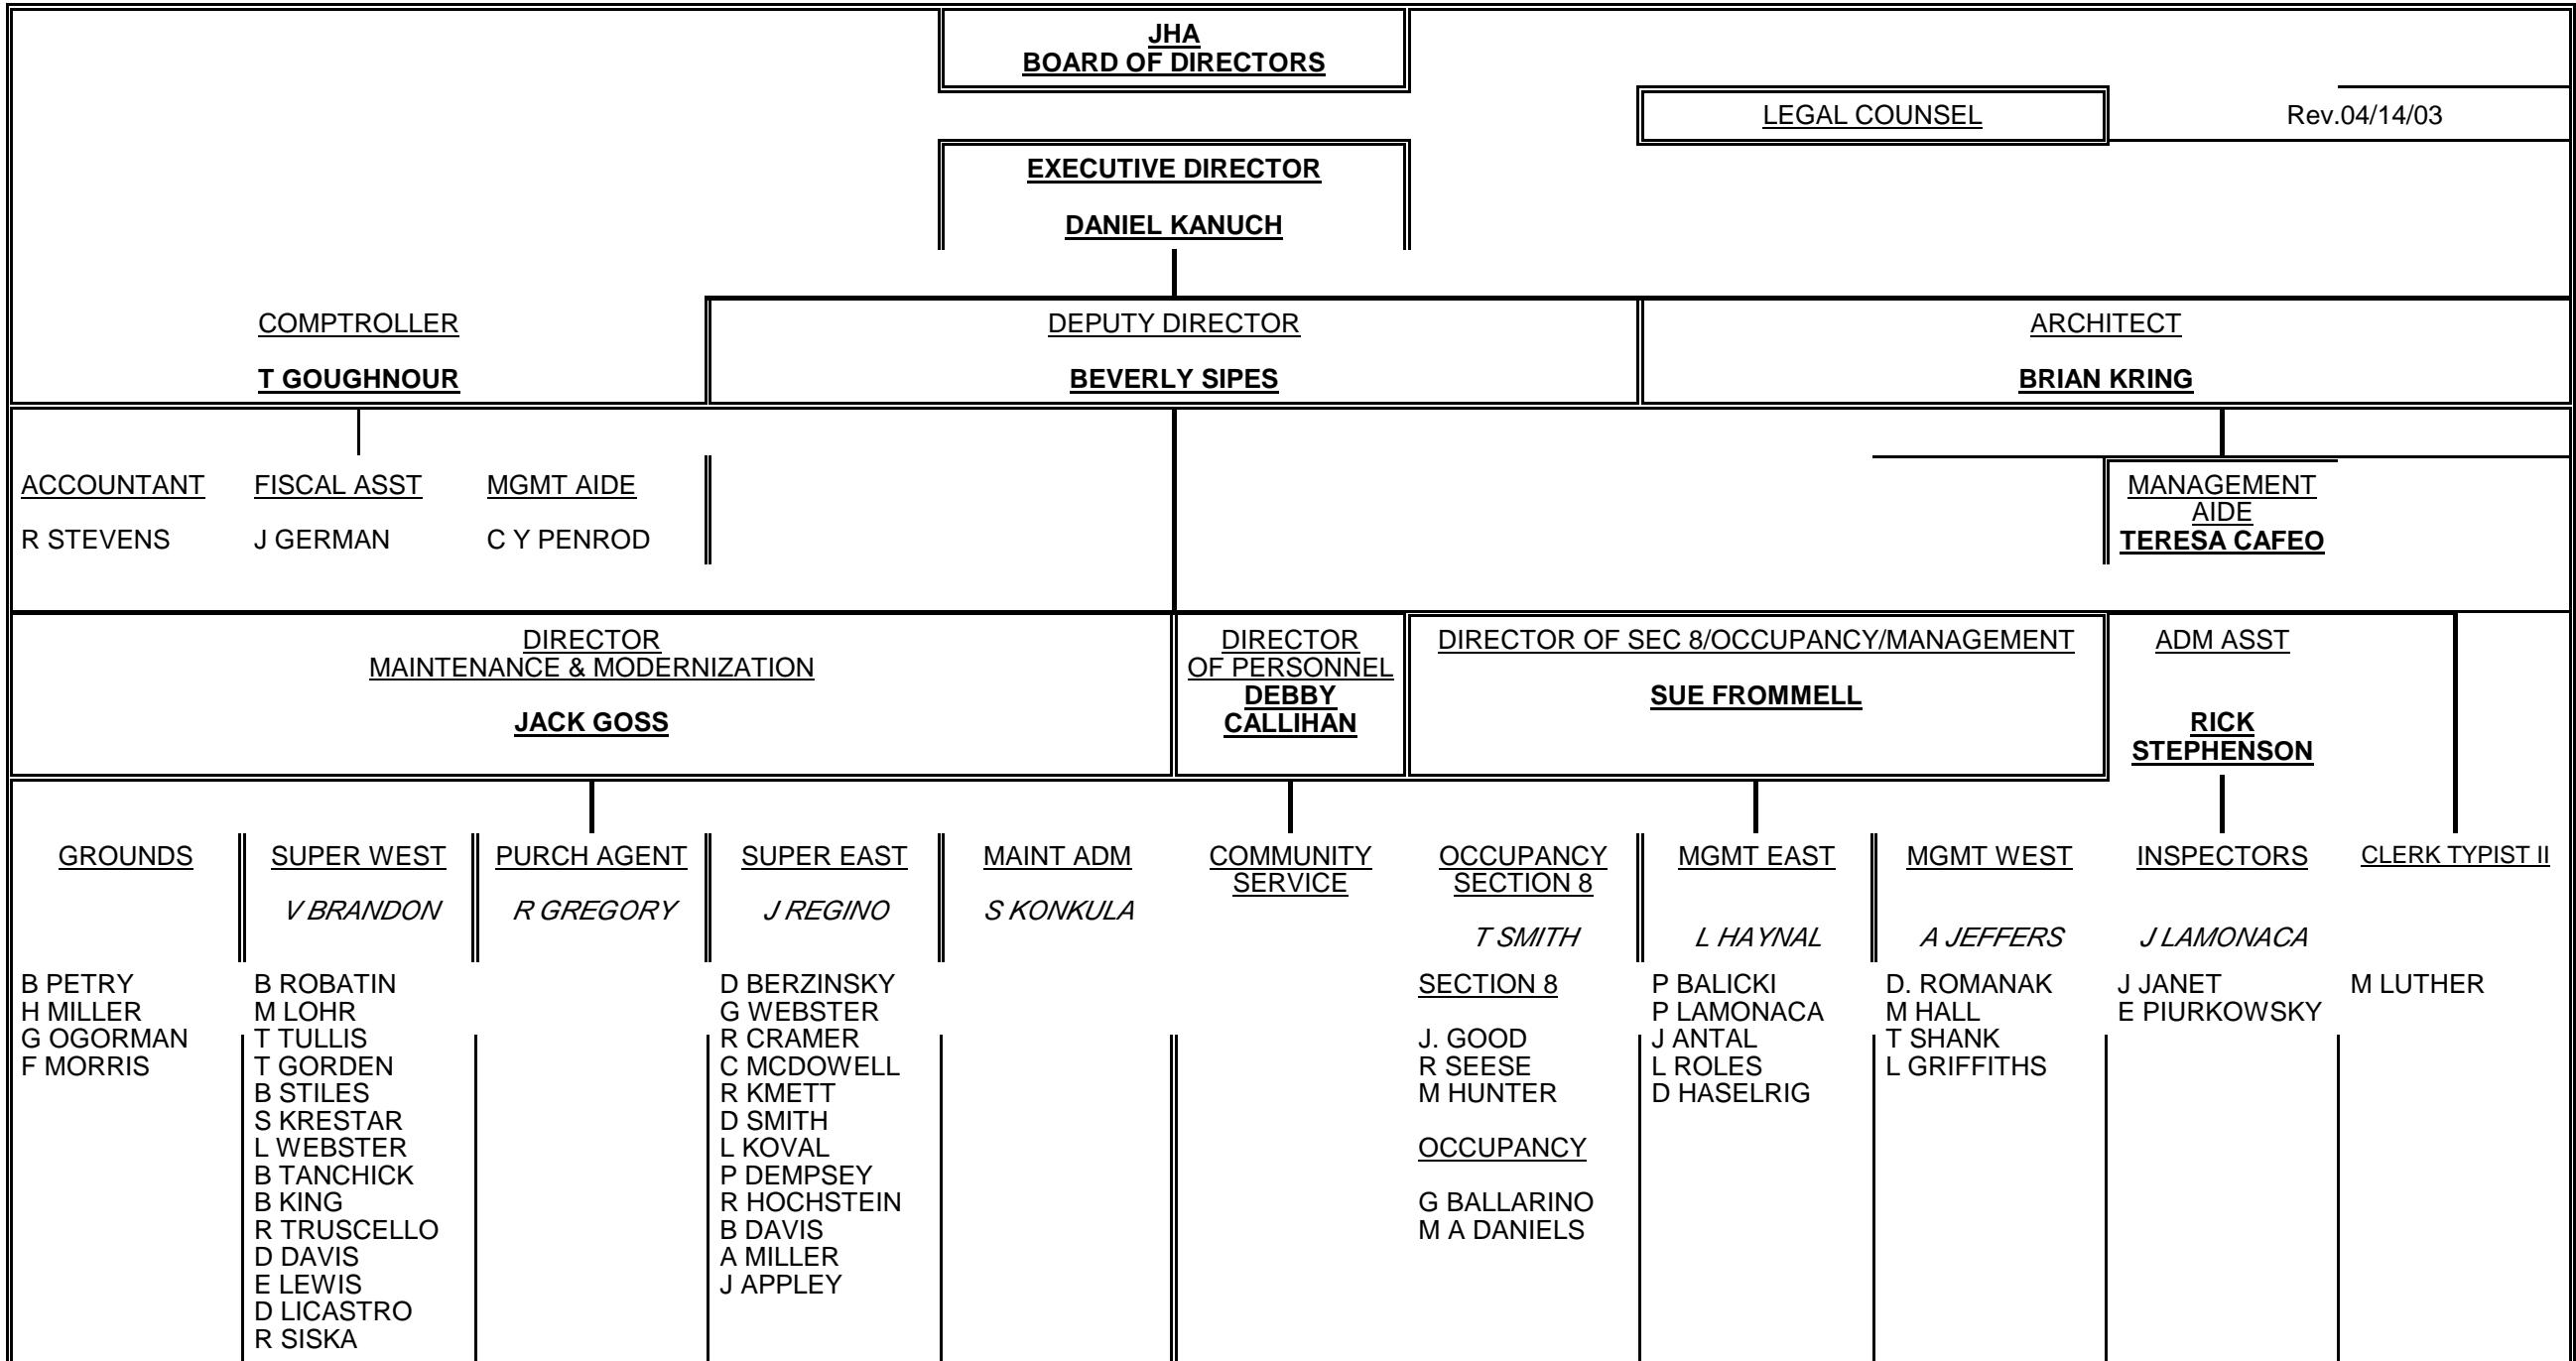 JHA
BOARD OF DIRECTORS
LEGAL COUNSEL
Rev.04/14/03
EXECUTIVE DIRECTOR
DANIEL KANUCH
COMPTROLLER
T GOUGHNOUR
DEPUTY DIRECTOR
BEVERLY SIPES
ARCHITECT
BRIAN KRING
ACCOUNTANT
R STEVENS
FISCAL ASST
J GERMAN
MGMT AIDE
C Y PENROD
MANAGEMENT
AIDE
TERESA CAFEO
DIRECTOR
MAINTENANCE & MODERNIZATION
JACK GOSS
DIRECTOR
OF PERSONNEL
DEBBY
CALLIHAN
DIRECTOR OF SEC 8/OCCUPANCY/MANAGEMENT
SUE FROMMELL
ADM ASST
RICK
STEPHENSON
GROUNDS
B PETRY
H MILLER
G OGORMAN
F MORRIS
SUPER WEST
V BRANDON
B ROBATIN
M LOHR
T TULLIS
T GORDEN
B STILES
S KRESTAR
L WEBSTER
B TANCHICK
B KING
R TRUSCELLO
D DAVIS
E LEWIS
D LICASTRO
R SISKA
PURCH AGENT
R GREGORY
SUPER EAST
J REGINO
D BERZINSKY
G WEBSTER
R CRAMER
C MCDOWELL
R KMETT
D SMITH
L KOVAL
P DEMPSEY
R HOCHSTEIN
B DAVIS
A MILLER
J APPLEY
MAINT ADM
S KONKULA
COMMUNITY
SERVICE
OCCUPANCY
SECTION 8
T SMITH
SECTION 8
J. GOOD
R SEESE
M HUNTER
OCCUPANCY
G BALLARINO
M A DANIELS
MGMT EAST
L HAYNAL
P BALICKI
P LAMONACA
J ANTAL
L ROLES
D HASELRIG
MGMT WEST
A JEFFERS
D. ROMANAK
M HALL
T SHANK
L GRIFFITHS
INSPECTORS
J LAMONACA
J JANET
E PIURKOWSKY
CLERK TYPIST II
M LUTHER